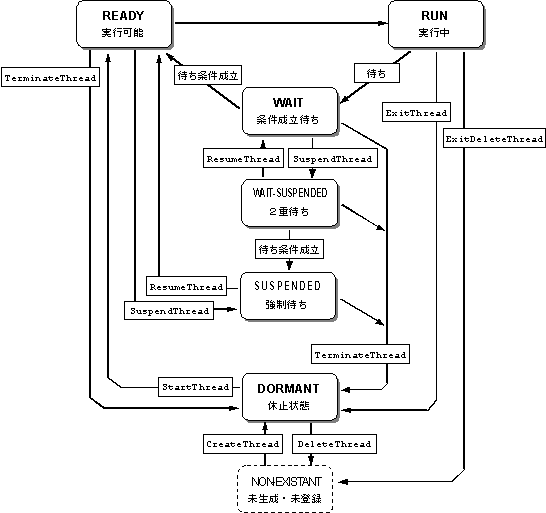 READY
実行可能
RUN
実行中
TerminateThread
待ち条件成立
待ち
WAIT
条件成立待ち
ExitThread
ExitDeleteThread
ResumeThread
SuspendThread
WAIT-SUSPENDED
2重待ち
待ち条件成立
ResumeThread
SUSPENDED
強制待ち
SuspendThread
TerminateThread
StartThread
DORMANT
休止状態
CreateThread
DeleteThread
NON-EXISTANT
未生成・未登録